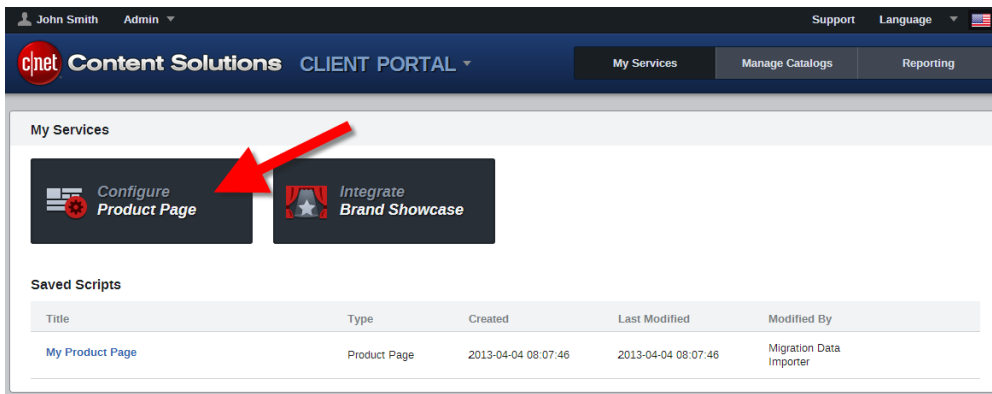 John Smith Admin Support Language
c|net Content Solutions CLIENT PORTAL My Services Manage Catalogs Reporting
My Services
Configure
Product Page
Integrate
Brand Showcase
Saved Scripts
Title Type Created Last Modified Modified By
My Product Page Product Page 2013-04-04 08:07:46 2013-04-04 08:07:46 Migration Data
Importer